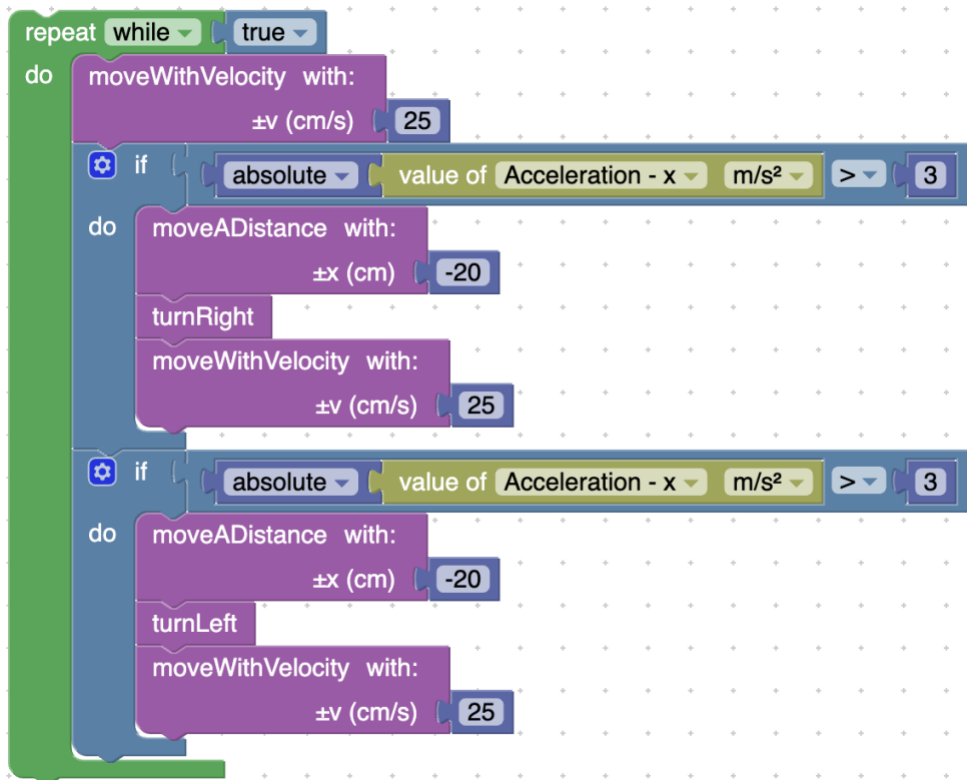 repeat while true
do moveWithVelocity with:
±v (cm/s) 25
if absolute value of Acceleration - x m/s² > 3
do moveADistance with:
±x (cm) -20
turnRight
moveWithVelocity with:
±v (cm/s) 25
if absolute value of Acceleration - x m/s² > 3
do moveADistance with:
±x (cm) -20
turnLeft
moveWithVelocity with:
±v (cm/s) 25